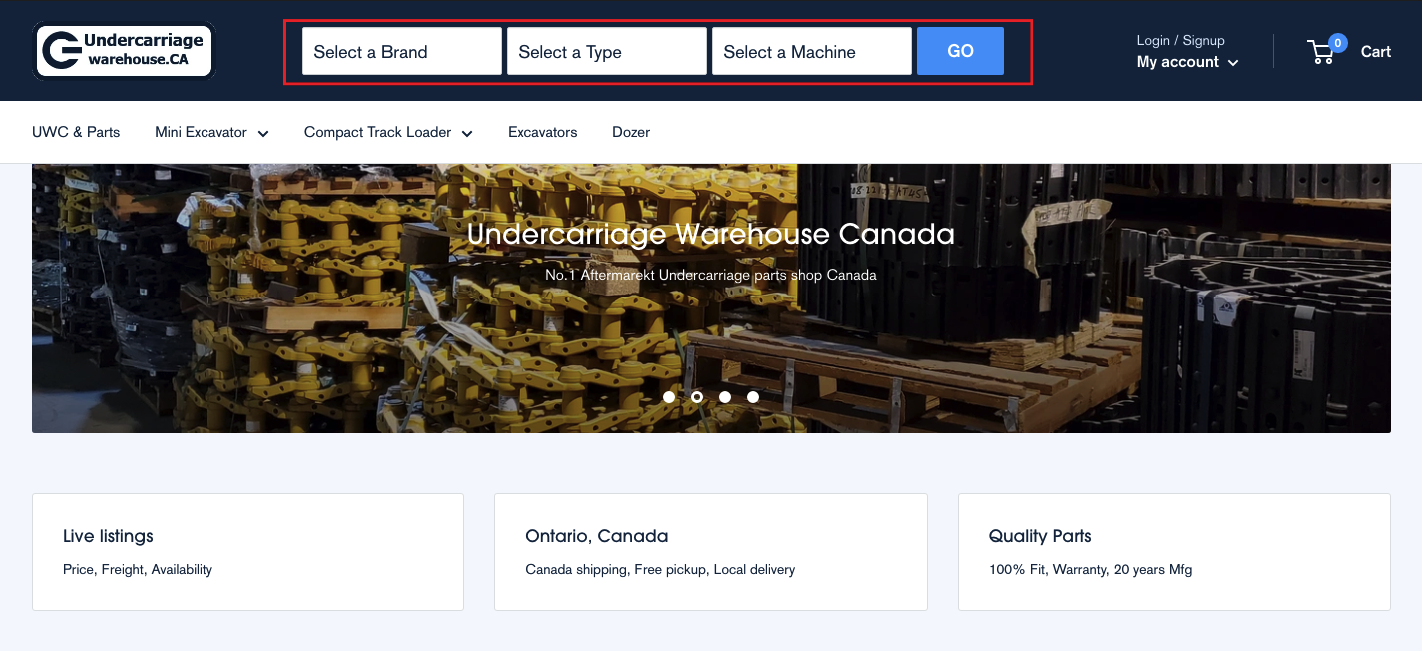 Undercarriage
warehouse.CA
Select a Brand
Select a Type
Select a Machine
GO
Login / Signup
My account
0
Cart
UWC & Parts
Mini Excavator
Compact Track Loader
Excavators
Dozer
Undercarriage Warehouse Canada
No.1 Aftermarekt Undercarriage parts shop Canada
Live listings
Price, Freight, Availability
Ontario, Canada
Canada shipping, Free pickup, Local delivery
Quality Parts
100% Fit, Warranty, 20 years Mfg